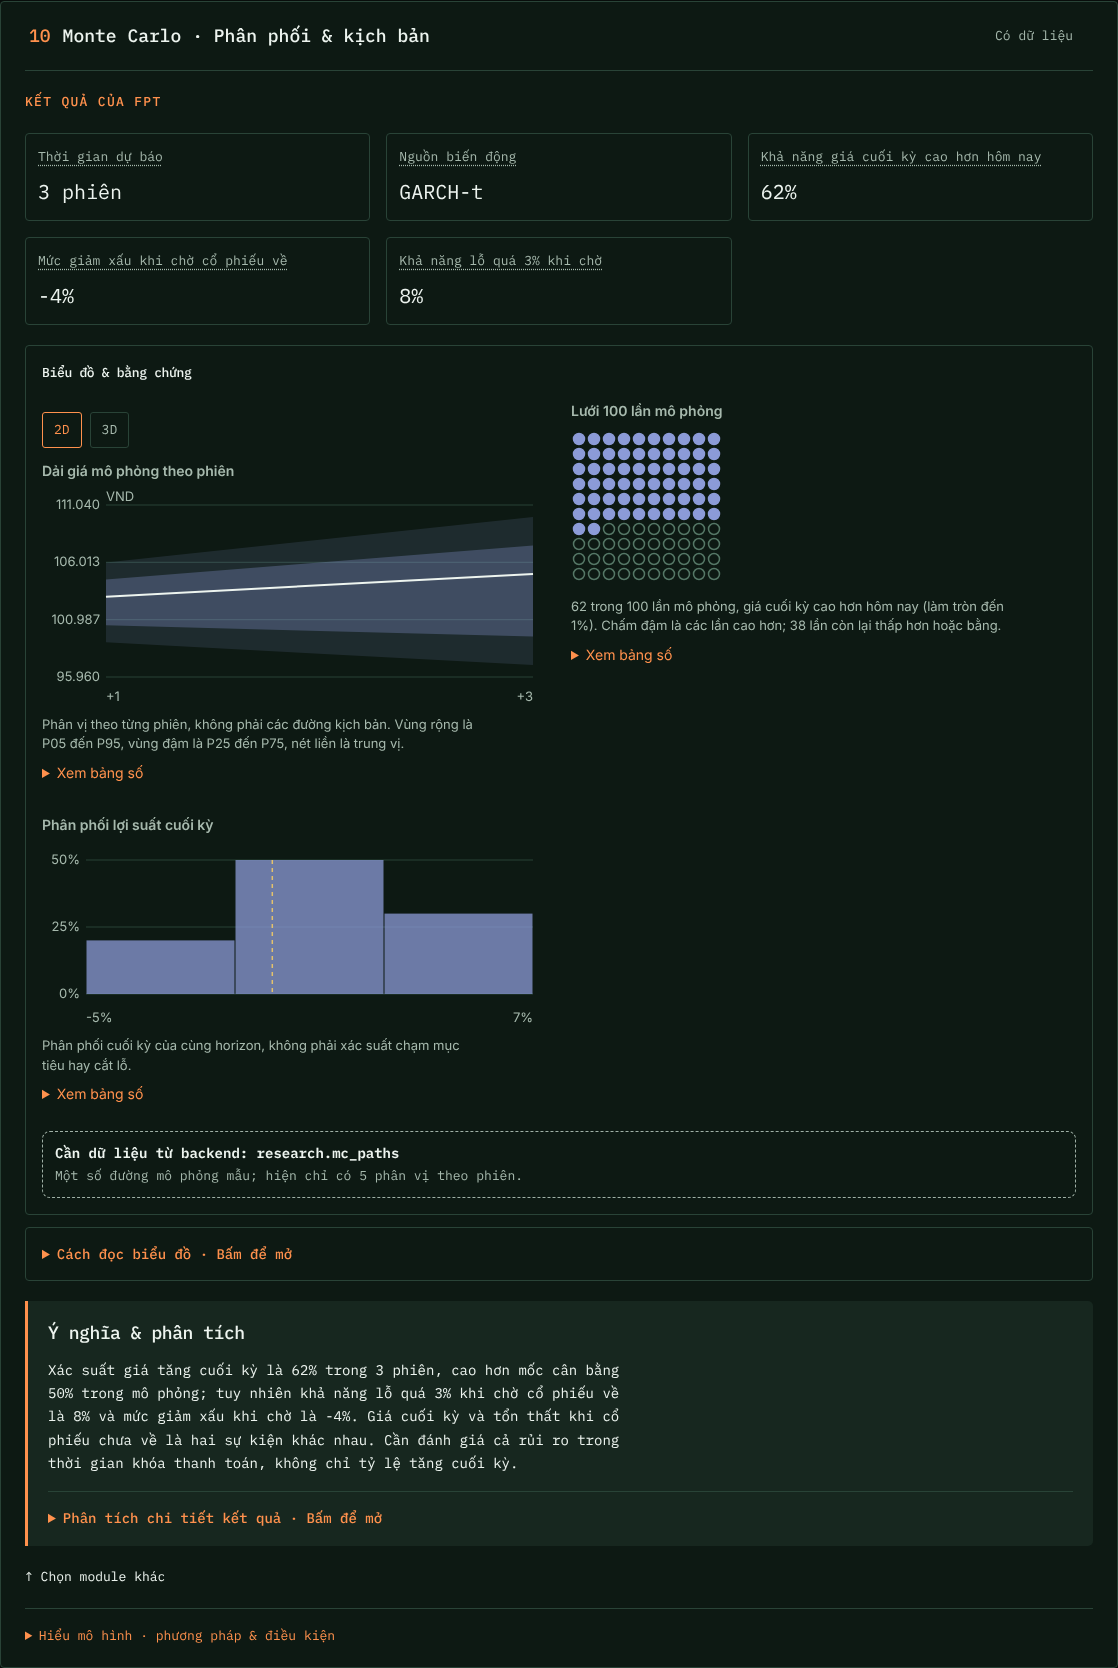 10 Monte Carlo · Phân phối & kịch bản
Có dữ liệu
KẾT QUẢ CỦA FPT
Thời gian dự báo
3 phiên
Nguồn biến động
GARCH-t
Khả năng giá cuối kỳ cao hơn hôm nay
62%
Mức giảm xấu khi chờ cổ phiếu về
-4%
Khả năng lỗ quá 3% khi chờ
8%
Biểu đồ & bằng chứng
2D
3D
Dải giá mô phỏng theo phiên
VND
111.040
106.013
100.987
95.960
+1
+3
Phân vị theo từng phiên, không phải các đường kịch bản. Vùng rộng là
P05 đến P95, vùng đậm là P25 đến P75, nét liền là trung vị.
▶ Xem bảng số
Lưới 100 lần mô phỏng
62 trong 100 lần mô phỏng, giá cuối kỳ cao hơn hôm nay (làm tròn đến
1%). Chấm đậm là các lần cao hơn; 38 lần còn lại thấp hơn hoặc bằng.
▶ Xem bảng số
Phân phối lợi suất cuối kỳ
50%
25%
0%
-5%
7%
Phân phối cuối kỳ của cùng horizon, không phải xác suất chạm mục
tiêu hay cắt lỗ.
▶ Xem bảng số
Cần dữ liệu từ backend: research.mc_paths
Một số đường mô phỏng mẫu; hiện chỉ có 5 phân vị theo phiên.
▶ Cách đọc biểu đồ · Bấm để mở
Ý nghĩa & phân tích
Xác suất giá tăng cuối kỳ là 62% trong 3 phiên, cao hơn mốc cân bằng
50% trong mô phỏng; tuy nhiên khả năng lỗ quá 3% khi chờ cổ phiếu về
là 8% và mức giảm xấu khi chờ là -4%. Giá cuối kỳ và tổn thất khi cổ
phiếu chưa về là hai sự kiện khác nhau. Cần đánh giá cả rủi ro trong
thời gian khóa thanh toán, không chỉ tỷ lệ tăng cuối kỳ.
▶ Phân tích chi tiết kết quả · Bấm để mở
↑ Chọn module khác
▶ Hiểu mô hình · phương pháp & điều kiện